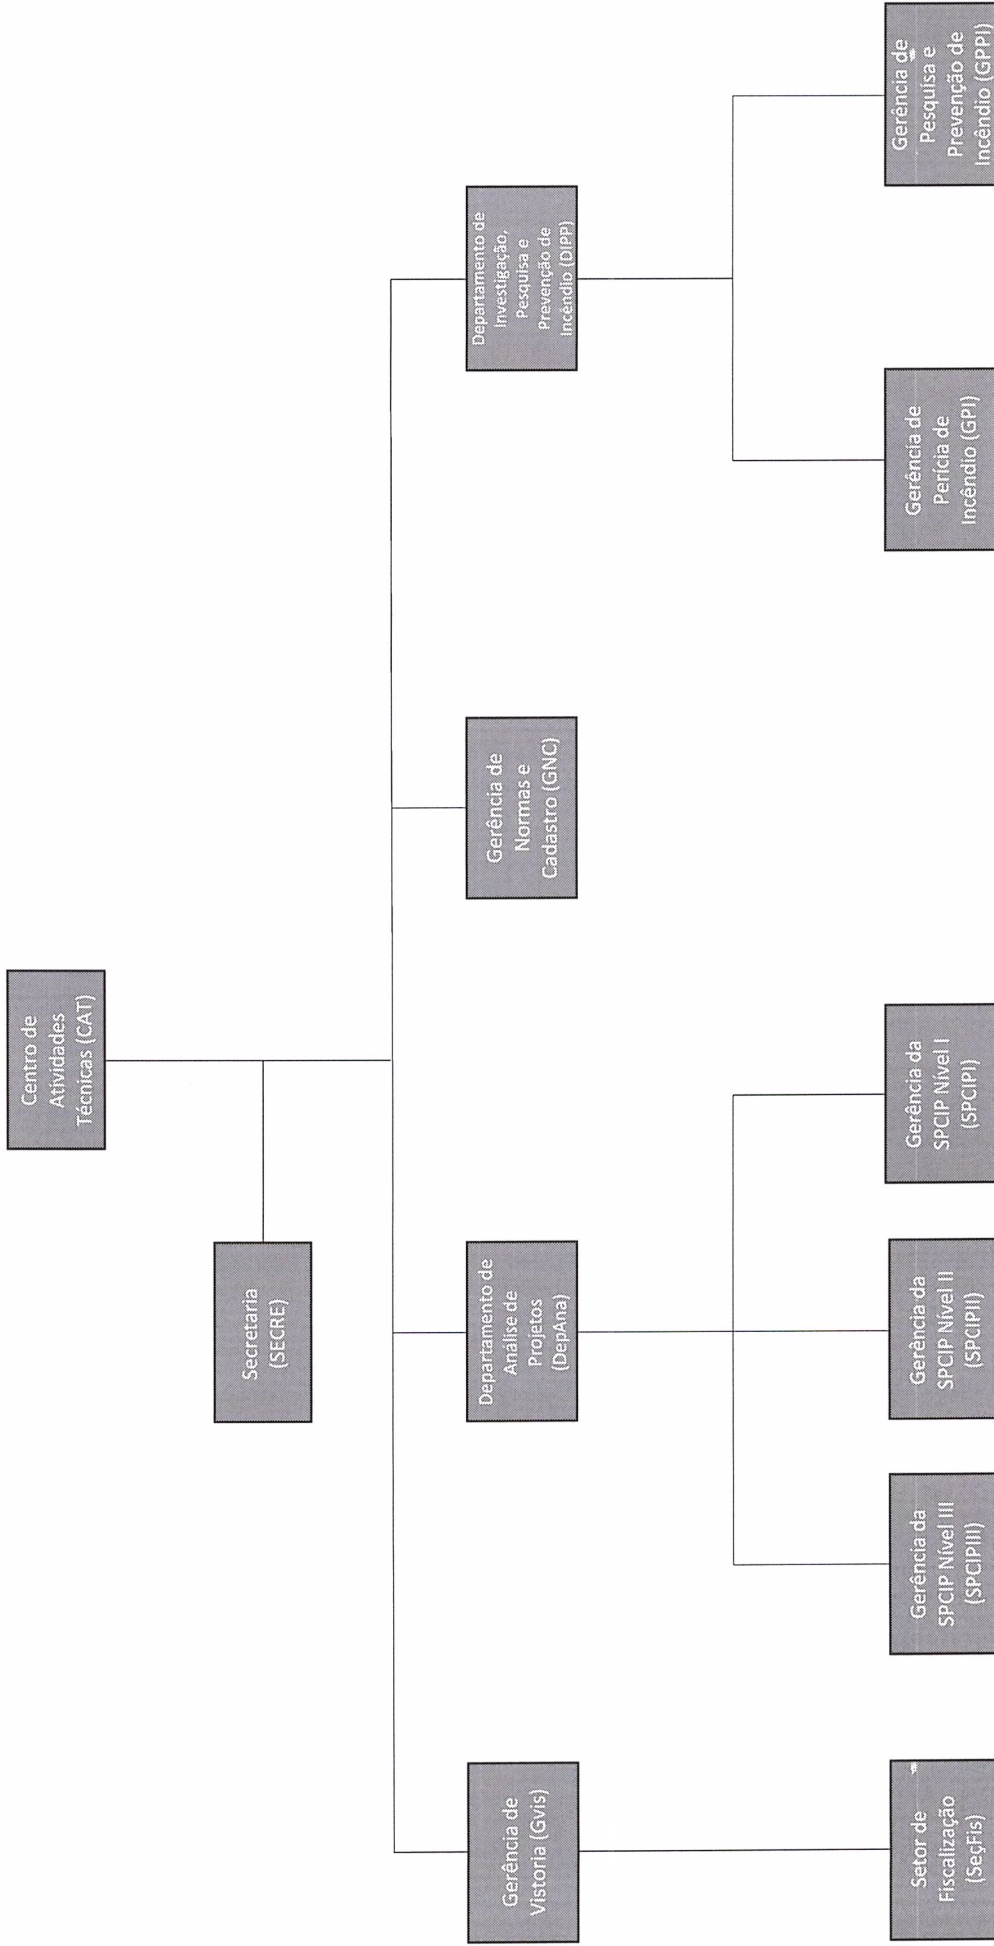 Centro de
Atividades
Técnicas (CAT)
Secretaria
(SECRE)
Gerência de
Vistoria (Gvis)
Departamento de
Análise de
Projetos
(DepAna)
Gerência de
Normas e
Cadastro (GNC)
Departamento de
Investigação,
Pesquisa e
Prevenção de
Incêndio (DIPP)
Setor de
Fiscalização
(SeçFis)
Gerência da
SPCIP Nível III
(SPCIPIII)
Gerência da
SPCIP Nível II
(SPCIPII)
Gerência da
SPCIP Nível I
(SPCIPI)
Gerência de
Perícia de
Incêndio (GPI)
Gerência de
Pesquisa e
Prevenção de
Incêndio (GPPI)